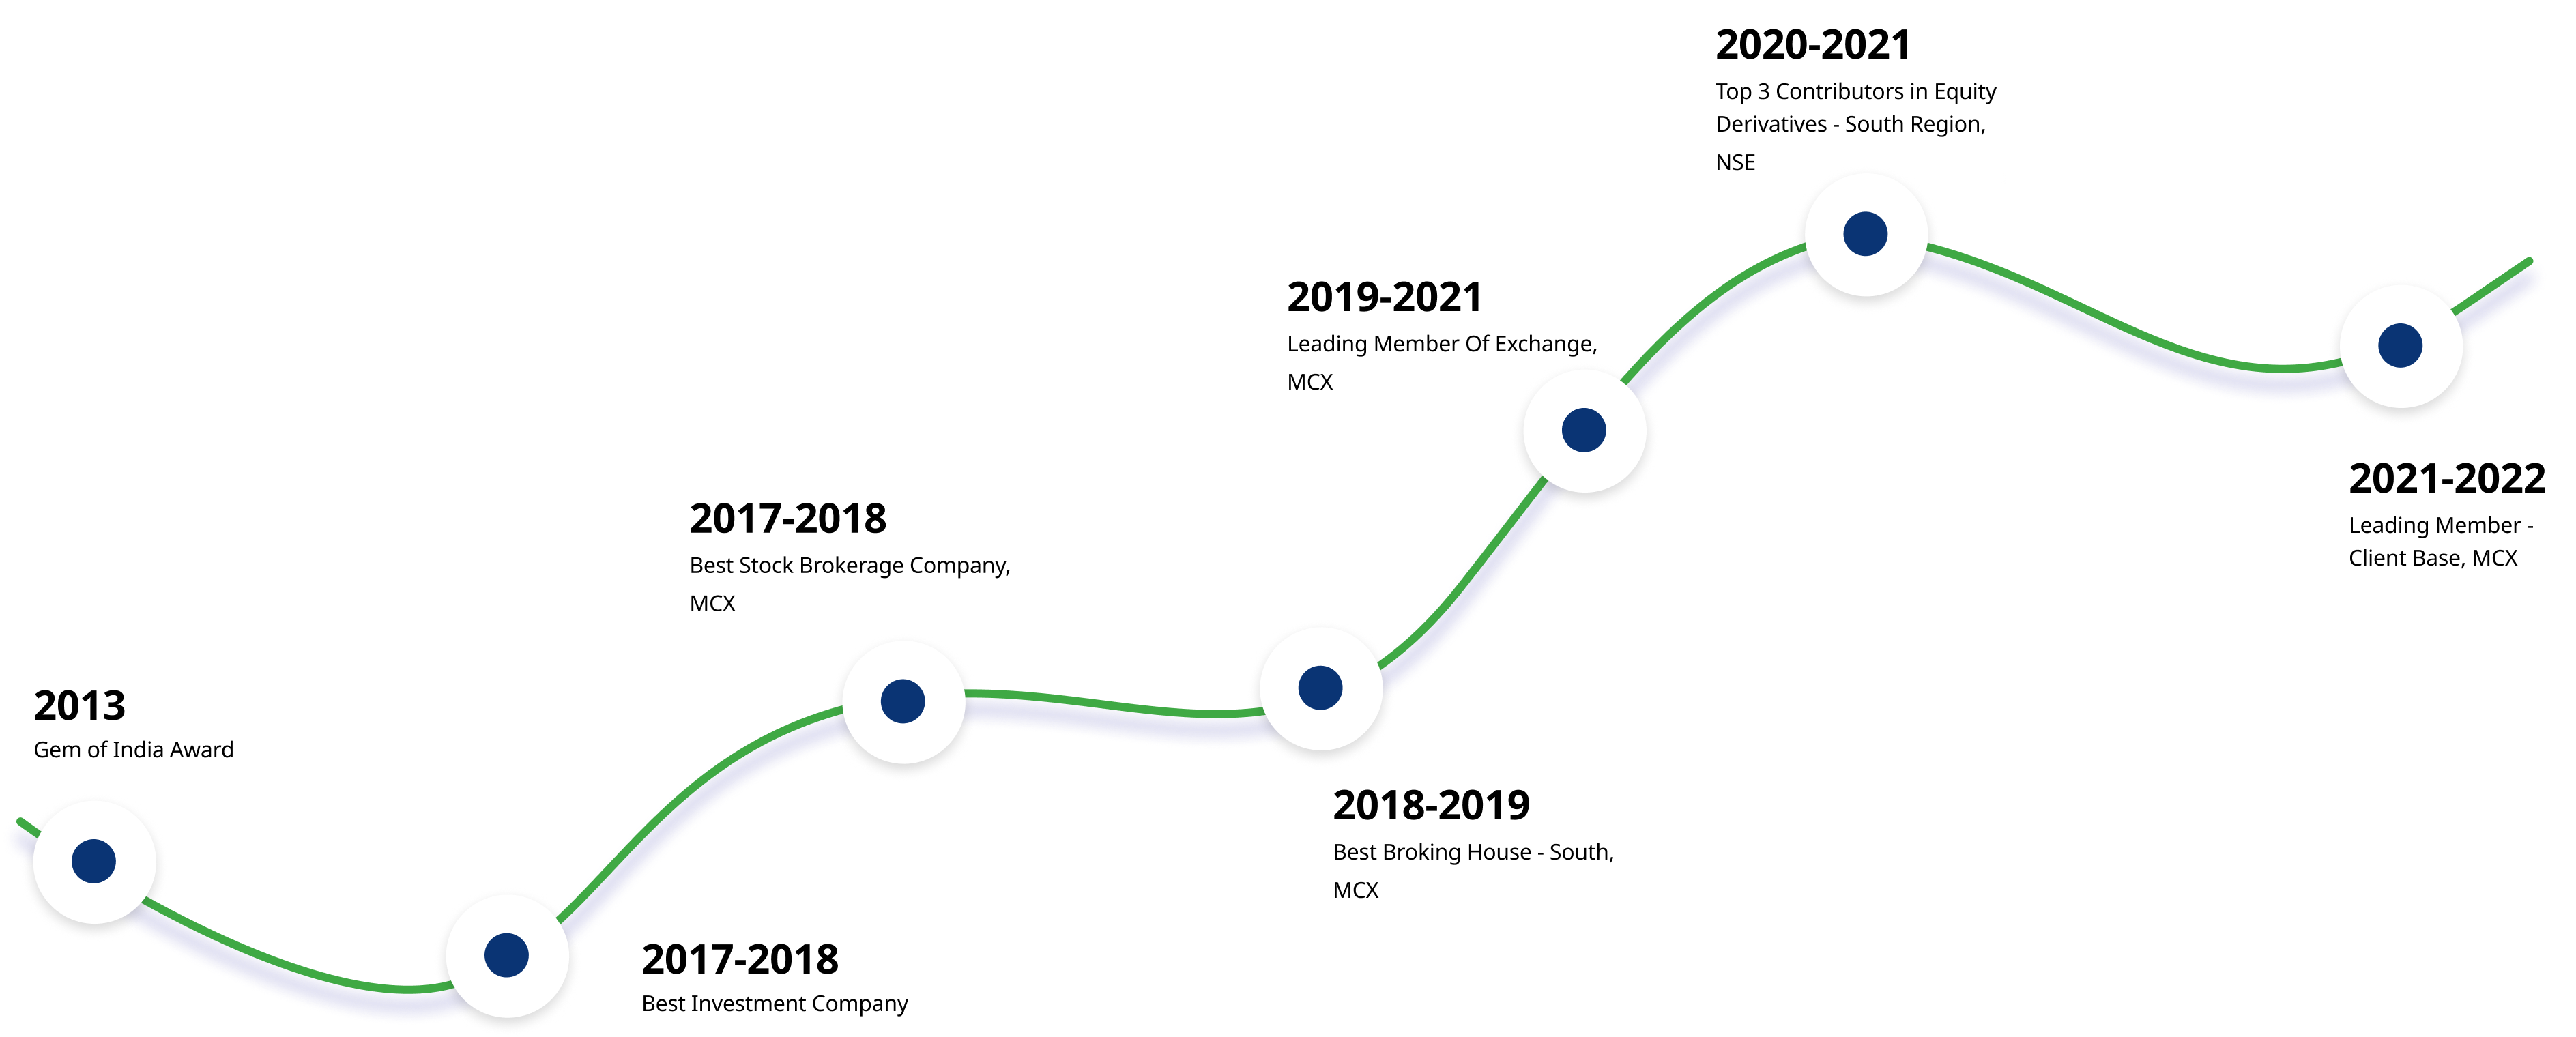 2013
Gem of India Award
2017-2018
Best Investment Company
2017-2018
Best Stock Brokerage Company,
MCX
2018-2019
Best Broking House - South,
MCX
2019-2021
Leading Member Of Exchange,
MCX
2020-2021
Top 3 Contributors in Equity
Derivatives - South Region,
NSE
2021-2022
Leading Member -
Client Base, MCX